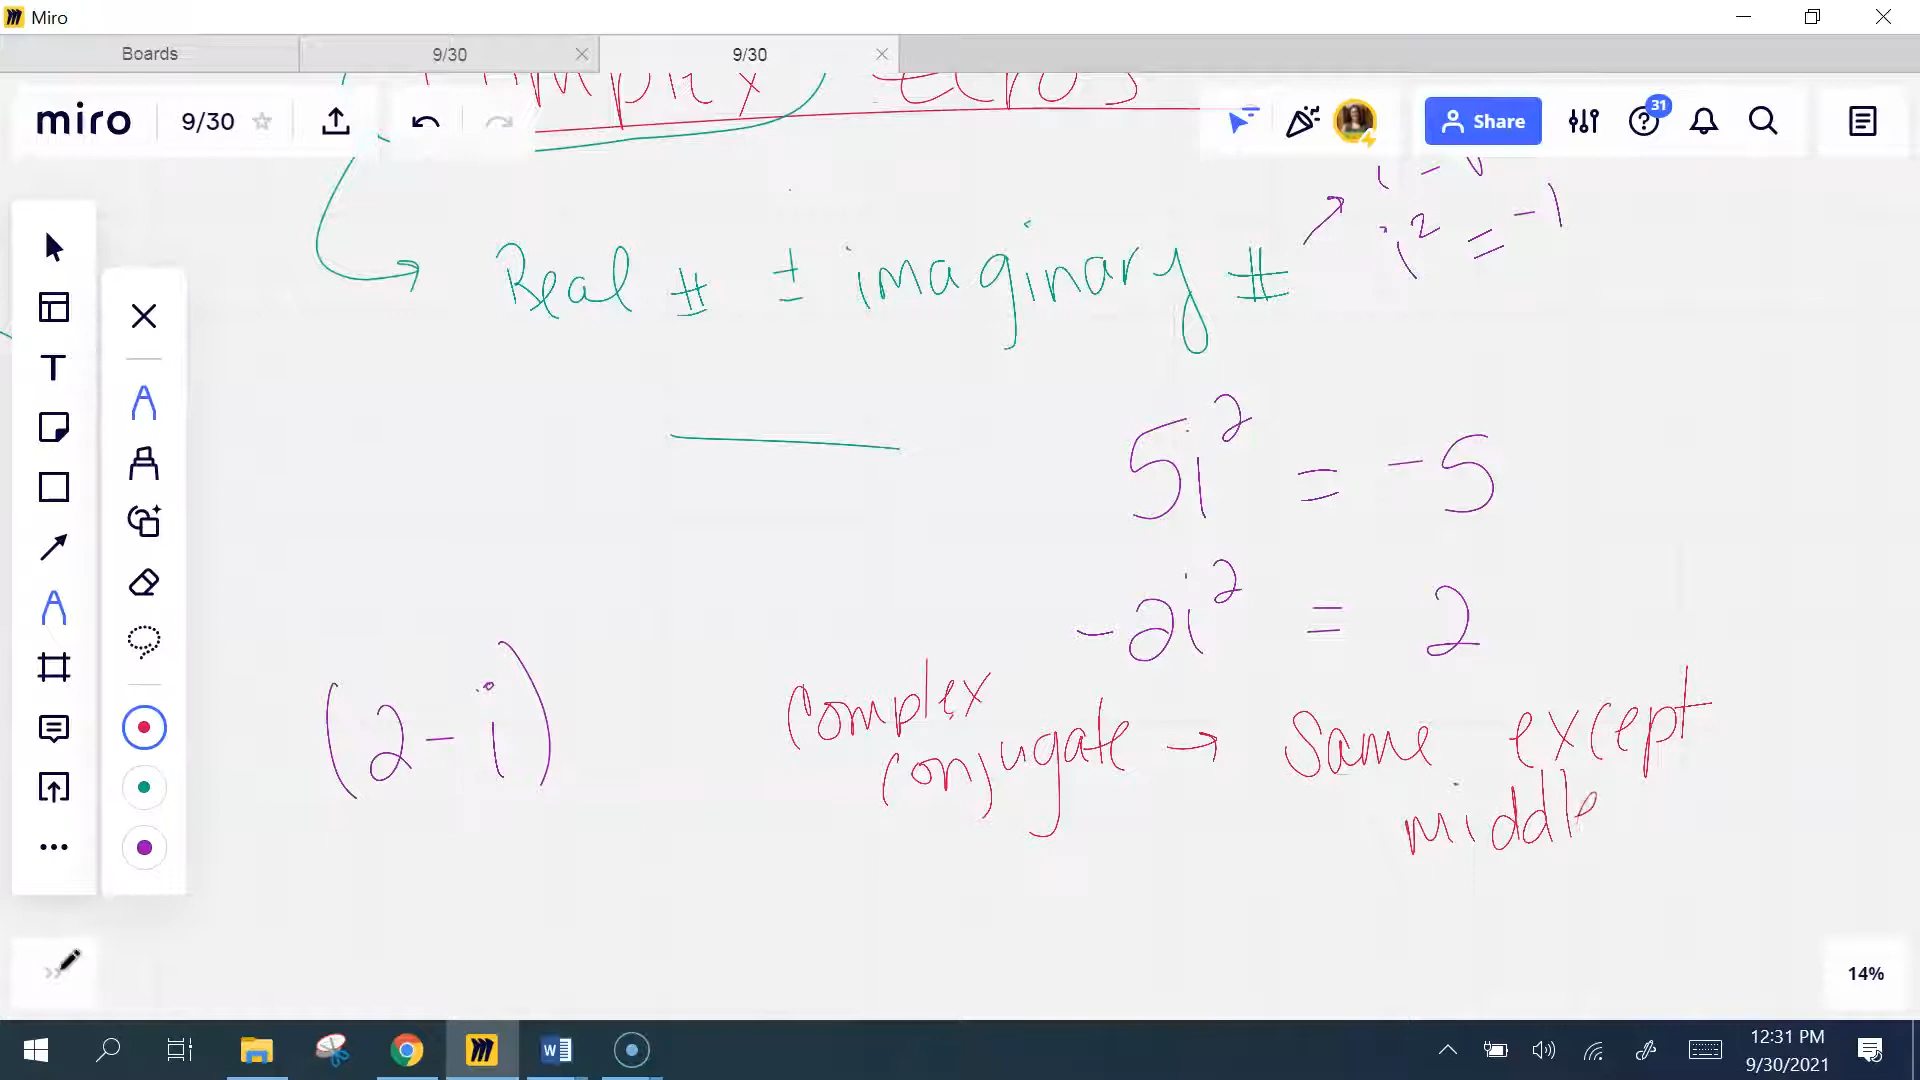 Miro
Boards 9/30 9/30
miro 9/30 Share 31
i² = -1
Real # ± imaginary #
5i² = -5
-2i² = 2
(2 - i)
Complex
conjugate → Same except
middle
14%
12:31 PM
9/30/2021